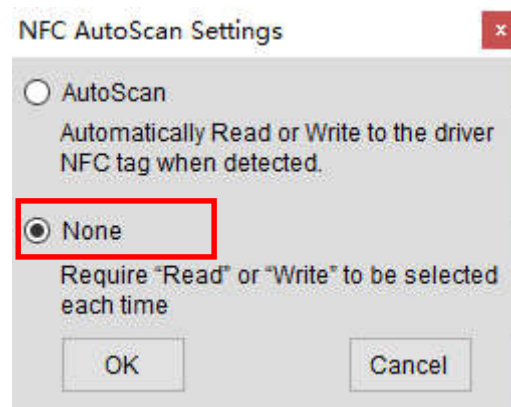 NFC AutoScan Settings
x
AutoScan
Automatically Read or Write to the driver
NFC tag when detected.
None
Require “Read” or “Write” to be selected
each time
OK
Cancel